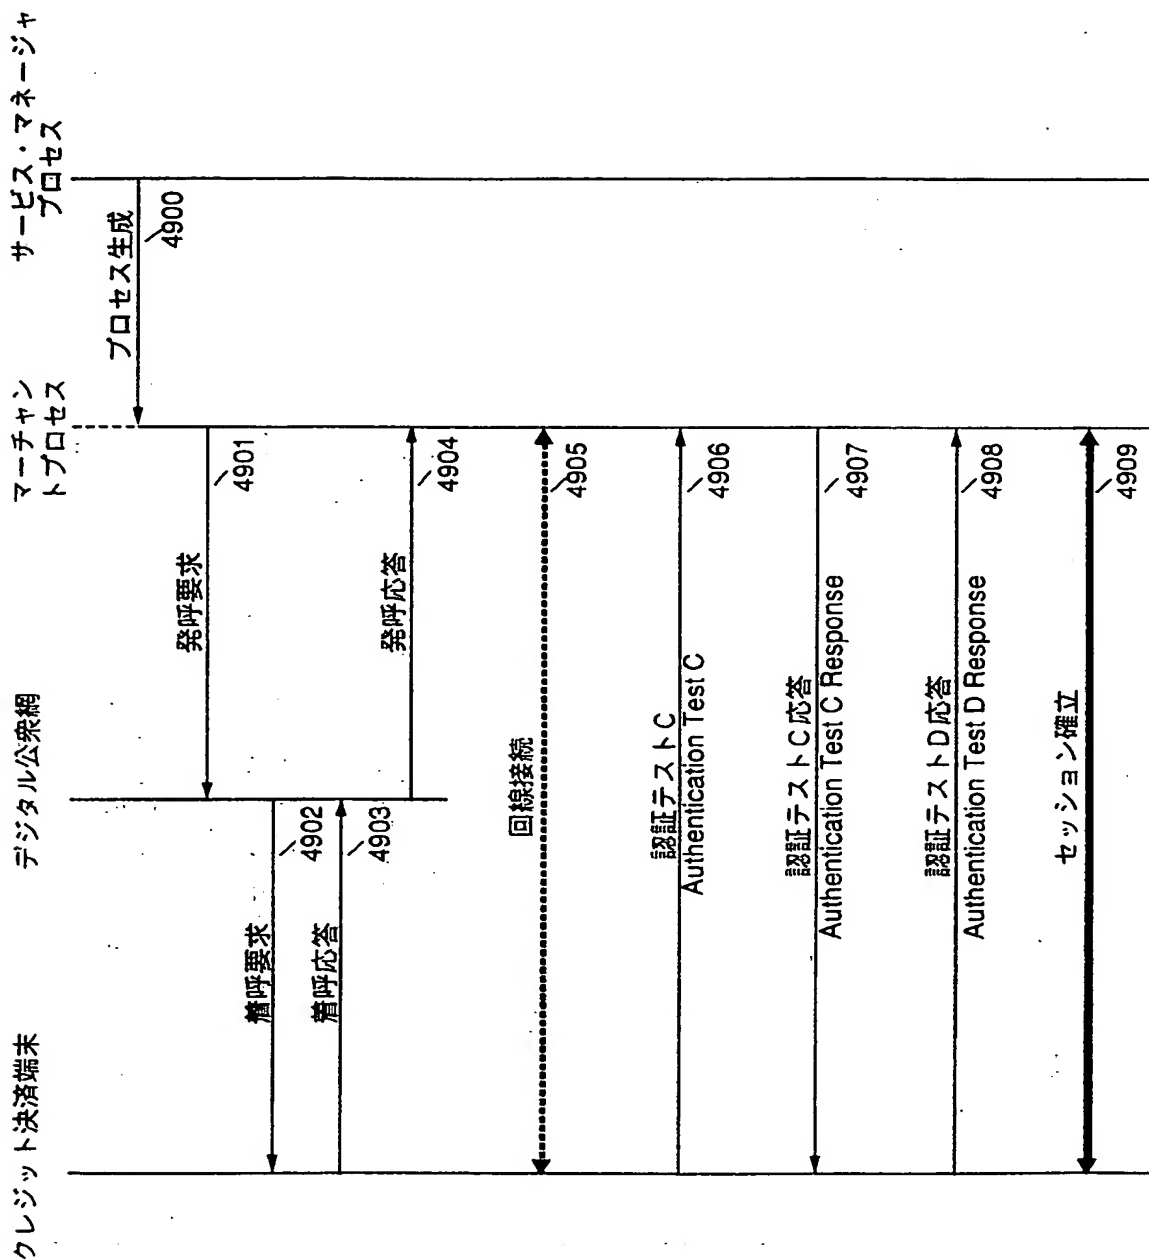 クレジット決済端末
デジタル公衆網
マーチャン
トプロセス
サービス・マネージャ
プロセス
プロセス生成
4900
発呼要求
4901
着呼要求
4902
着呼応答
4903
発呼応答
4904
回線接続
4905
認証テストC
Authentication Test C
4906
認証テストC応答
Authentication Test C Response
4907
認証テストD応答
Authentication Test D Response
4908
セッション確立
4909